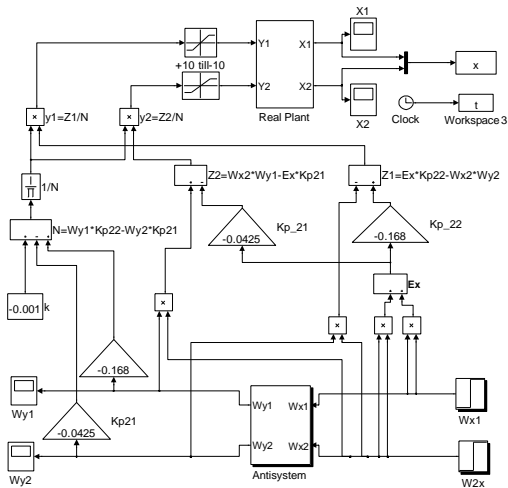 X1
+10 till-10
Y1
X1
Y2
X2
x
y1=Z1/N
y2=Z2/N
Real Plant
X2
Clock
t
Workspace3
1/N
Z2=Wx2*Wy1-Ex*Kp21
Z1=Ex*Kp22-Wx2*Wy2
N=Wy1*Kp22-Wy2*Kp21
Kp_21
Kp_22
-0.0425
-0.168
-0.001
k
Ex
-0.168
Wy1
Kp21
Wy1
Wx1
Wx1
-0.0425
Wy2
Wx2
Wy2
Antisystem
W2x